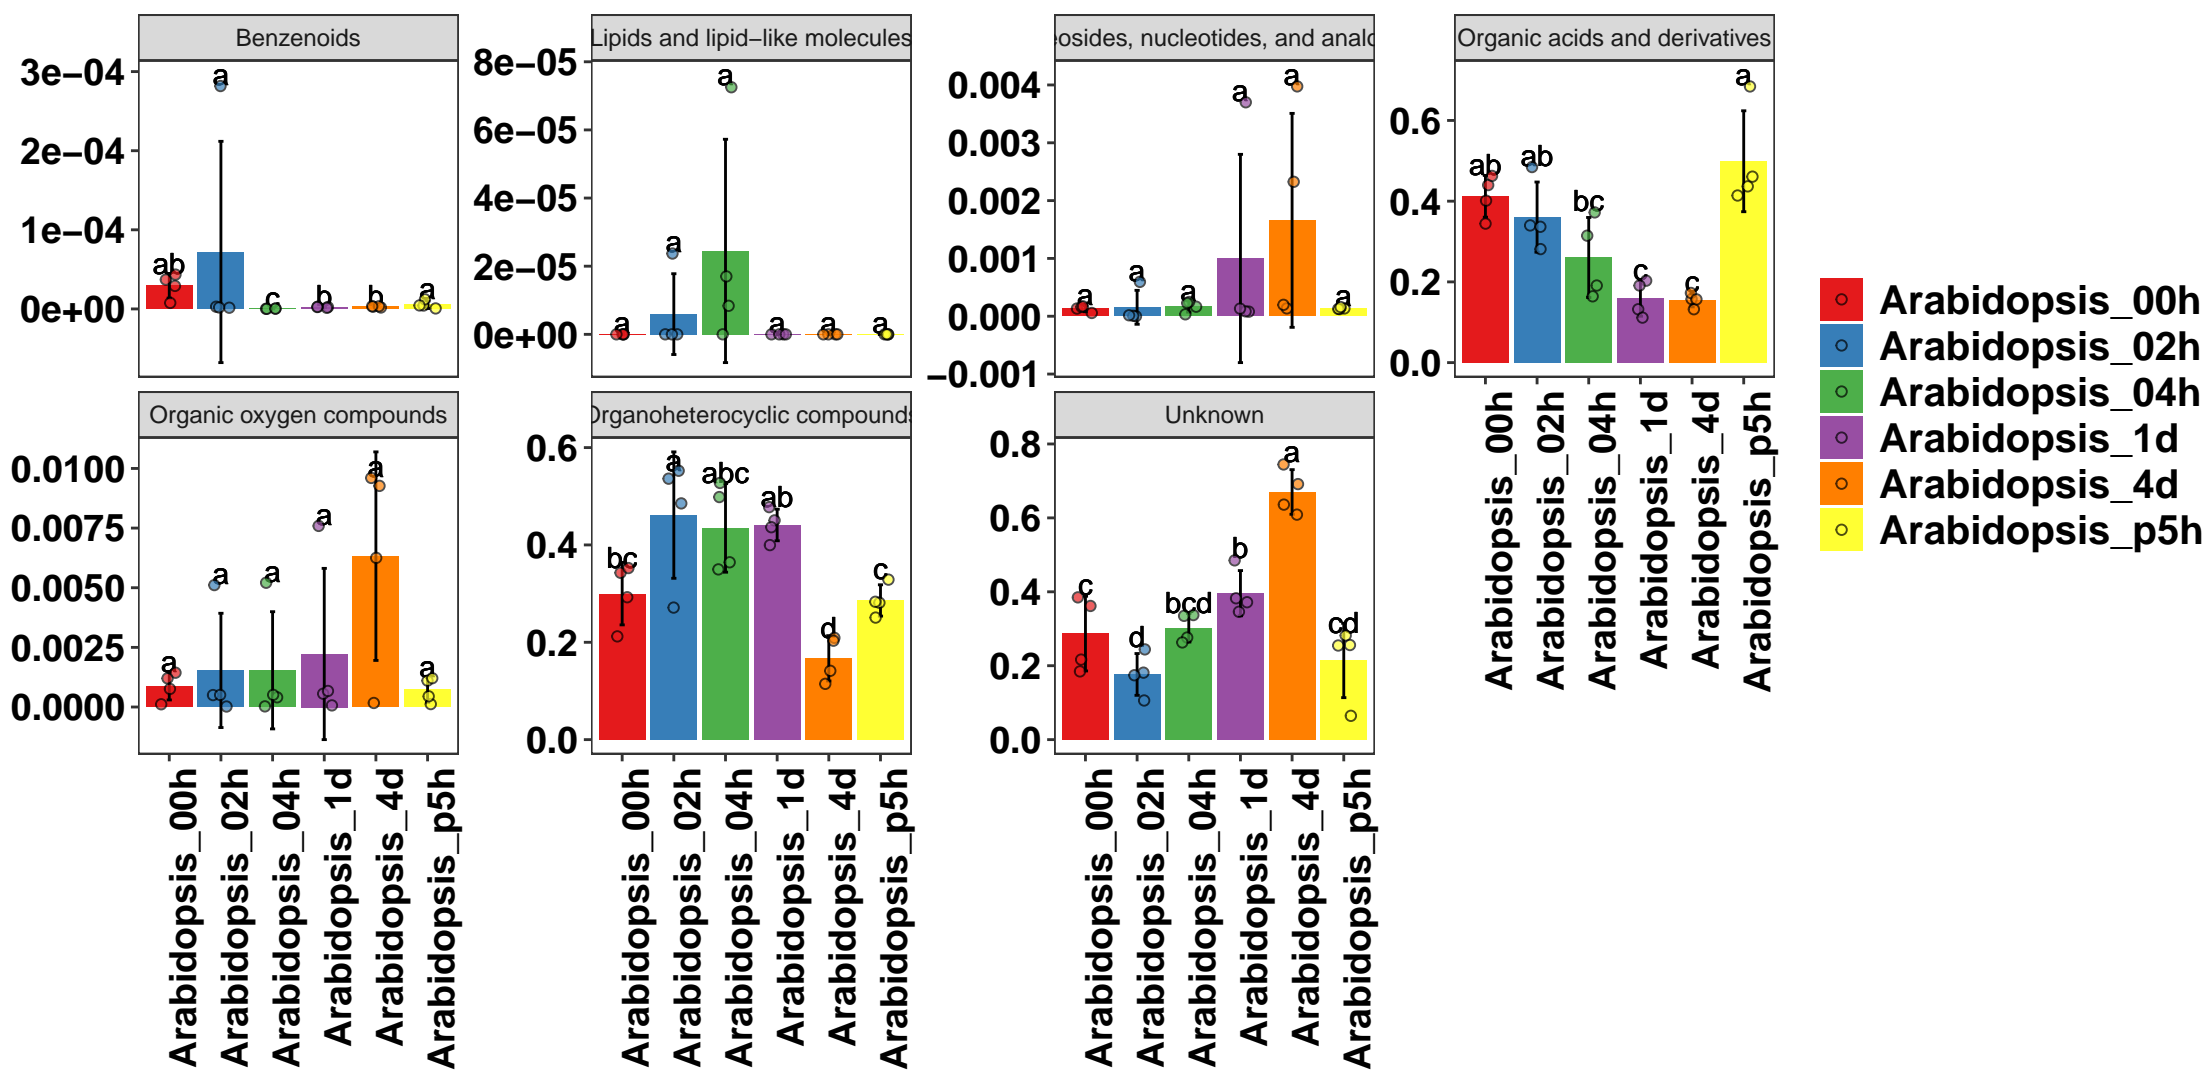 Benzenoids
3e−04
2e−04
1e−04
0e+00
ab
a
c
b
b
a
Lipids and lipid−like molecules
8e−05
6e−05
4e−05
2e−05
0e+00
a
a
a
a
a
a
eosides, nucleotides, and analo
0.004
0.003
0.002
0.001
0.000
−0.001
a
a
a
a
a
a
Organic acids and derivatives
0.6
0.4
0.2
0.0
ab
ab
bc
c
c
a
Arabidopsis_00h
Arabidopsis_02h
Arabidopsis_04h
Arabidopsis_1d
Arabidopsis_4d
Arabidopsis_p5h
Organic oxygen compounds
0.0100
0.0075
0.0050
0.0025
0.0000
a
a
a
a
a
a
Arabidopsis_00h
Arabidopsis_02h
Arabidopsis_04h
Arabidopsis_1d
Arabidopsis_4d
Arabidopsis_p5h
Organoheterocyclic compounds
0.6
0.4
0.2
0.0
bc
a
abc
ab
d
c
Arabidopsis_00h
Arabidopsis_02h
Arabidopsis_04h
Arabidopsis_1d
Arabidopsis_4d
Arabidopsis_p5h
Unknown
0.8
0.6
0.4
0.2
0.0
c
d
bcd
b
a
cd
Arabidopsis_00h
Arabidopsis_02h
Arabidopsis_04h
Arabidopsis_1d
Arabidopsis_4d
Arabidopsis_p5h
Arabidopsis_00h
Arabidopsis_02h
Arabidopsis_04h
Arabidopsis_1d
Arabidopsis_4d
Arabidopsis_p5h